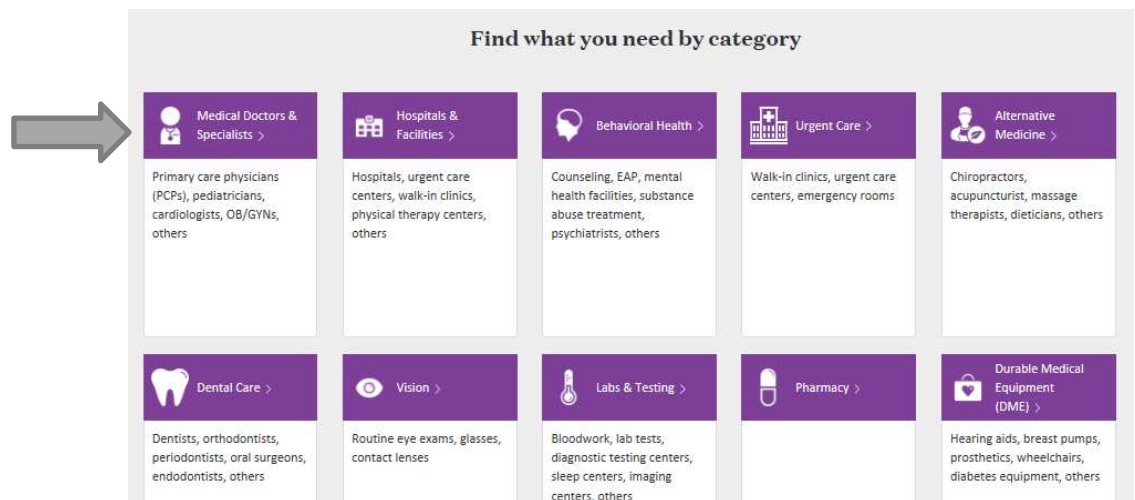 Find what you need by category
Medical Doctors &
Specialists >
Hospitals &
Facilities >
Behavioral Health >
Urgent Care >
Alternative
Medicine >
Primary care physicians
(PCPs), pediatricians,
cardiologists, OB/GYNs,
others
Hospitals, urgent care
centers, walk-in clinics,
physical therapy centers,
others
Counseling, EAP, mental
health facilities, substance
abuse treatment,
psychiatrists, others
Walk-in clinics, urgent care
centers, emergency rooms
Chiropractors,
acupuncturist, massage
therapists, dieticians, others
Dental Care >
Vision >
Labs & Testing >
Pharmacy >
Durable Medical
Equipment
(DME) >
Dentists, orthodontists,
periodontists, oral surgeons,
endodontists, others
Routine eye exams, glasses,
contact lenses
Bloodwork, lab tests,
diagnostic testing centers,
sleep centers, imaging
centers, others
Hearing aids, breast pumps,
prosthetics, wheelchairs,
diabetes equipment, others